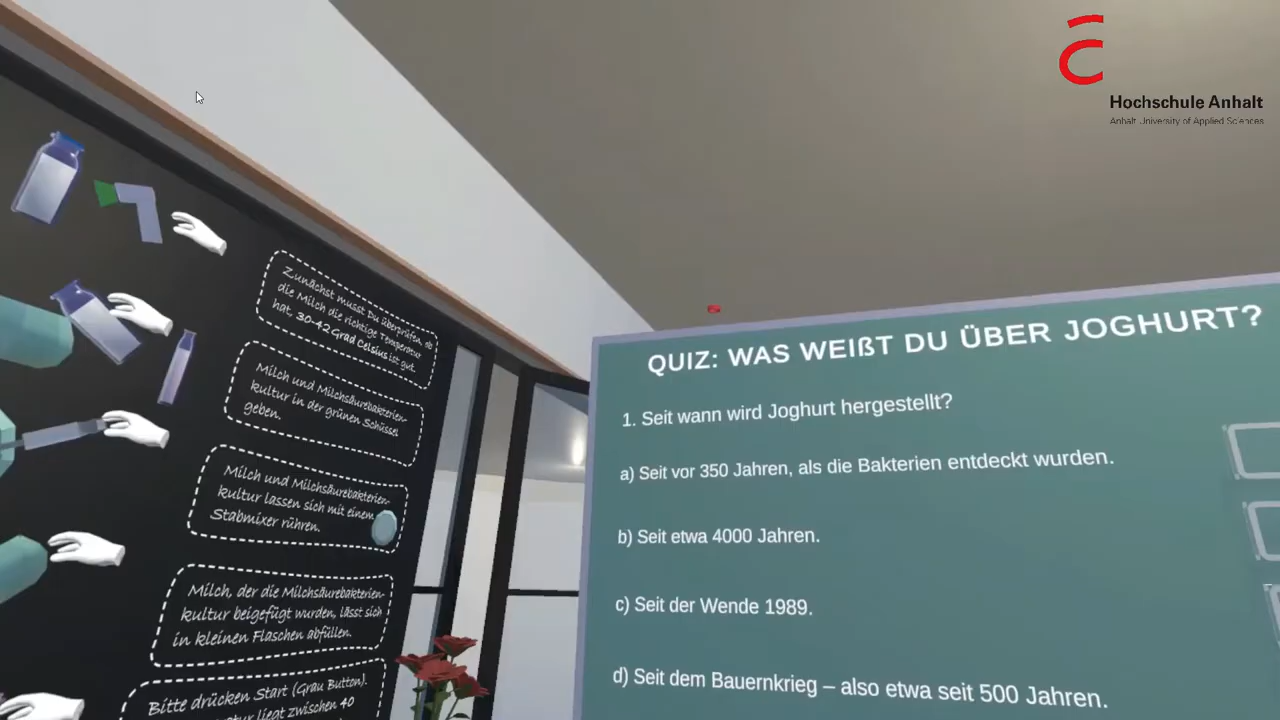 Hochschule Anhalt
Anhalt University of Applied Sciences
Zunächst musst Du überprüfen, ob
die Milch die richtige Temperatur
hat. 30-42 Grad Celsius ist gut.
Milch und Milchsäurebakterien-
kultur in der grünen Schüssel
geben.
Milch und Milchsäurebakterien-
kultur lassen sich mit einem
Stabmixer rühren.
Milch, der die Milchsäurebakterien-
kultur beigefügt wurden, lässt sich
in kleinen Flaschen abfüllen.
Bitte drücken Start (Grau Button).
liegt zwischen 40
QUIZ: WAS WEIßT DU ÜBER JOGHURT?
1. Seit wann wird Joghurt hergestellt?
a) Seit vor 350 Jahren, als die Bakterien entdeckt wurden.
b) Seit etwa 4000 Jahren.
c) Seit der Wende 1989.
d) Seit dem Bauernkrieg – also etwa seit 500 Jahren.